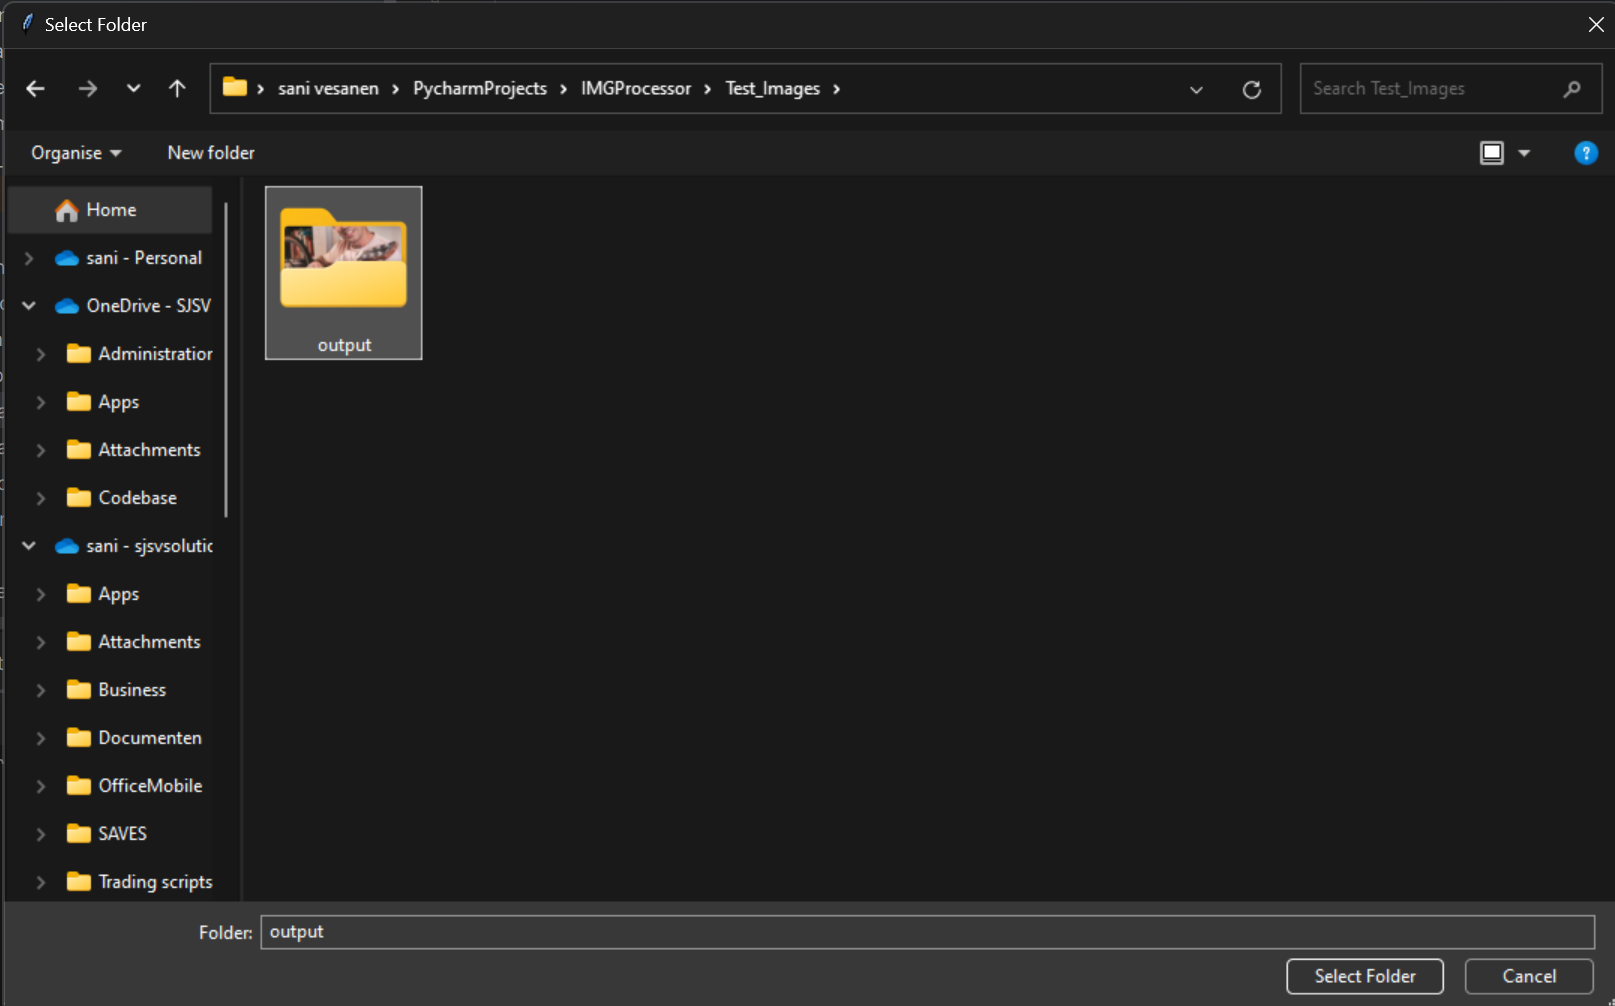 Select Folder
sani vesanen PycharmProjects IMGProcessor Test_Images
Search Test_Images
Organise New folder
Home
sani - Personal
OneDrive - SJSV
Administration
Apps
Attachments
Codebase
sani - sjsvsolutic
Apps
Attachments
Business
Documenten
OfficeMobile
SAVES
Trading scripts
output
Folder: output
Select Folder Cancel